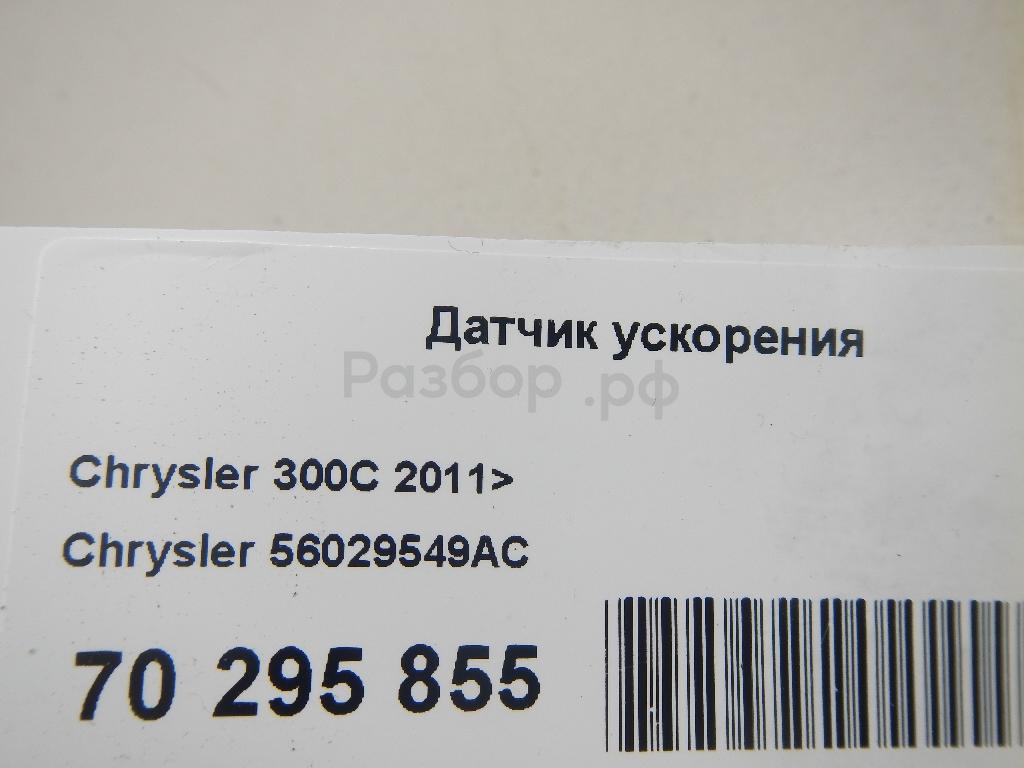 Датчик ускорения
Разбор .рф
Chrysler 300C 2011>
Chrysler 56029549AC
70 295 855